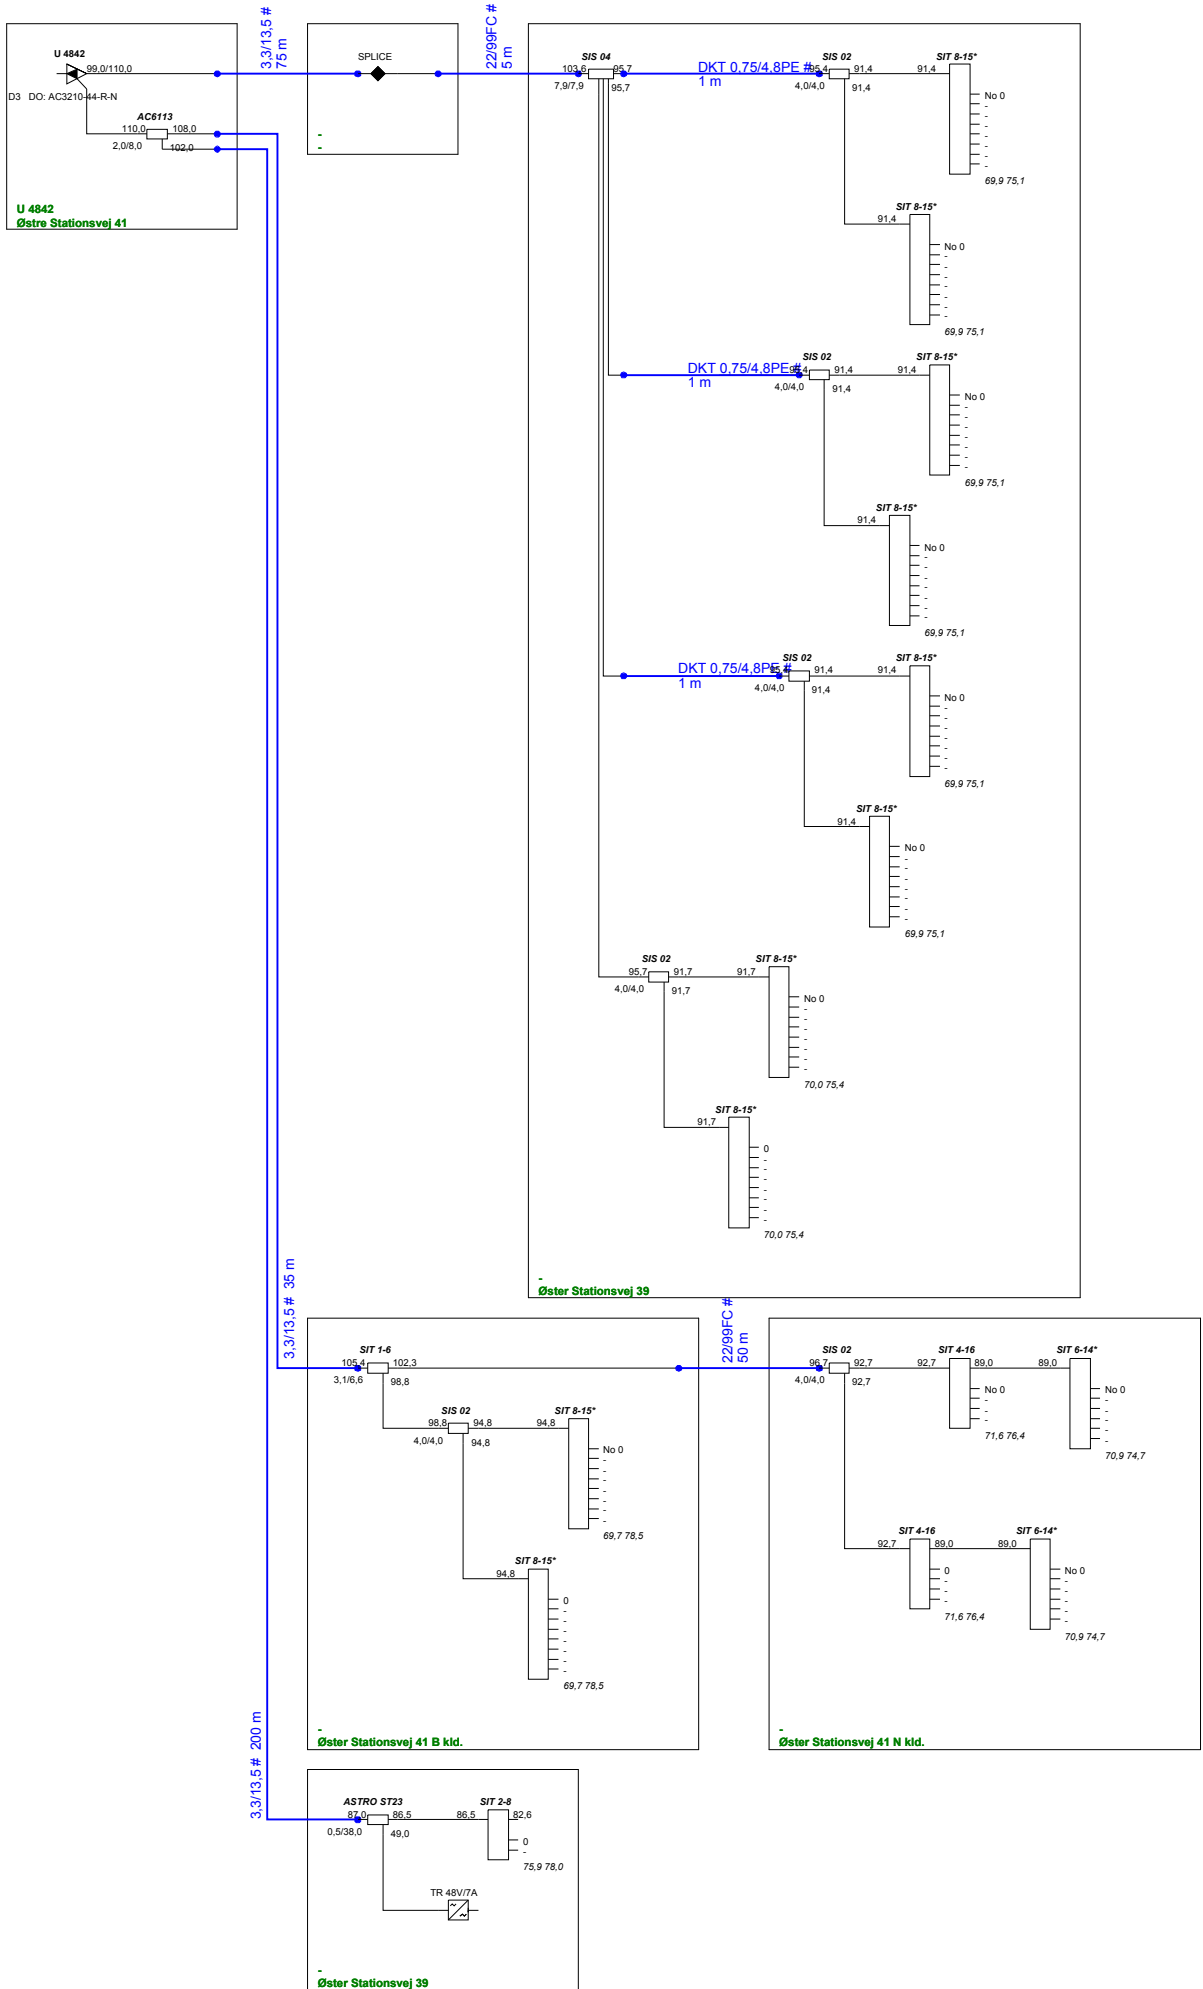 U 4842
99,0/110,0
D3 DO: AC3210-44-R-N
AC6113
110,0
108,0
2,0/8,0
102,0
U 4842
Østre Stationsvej 41
3,3/13,5 #
75 m
SPLICE
-
-
22/99FC #
5 m
SIS 04
103,6
95,7
7,9/7,9
95,7
DKT 0,75/4,8PE #
1 m
SIS 02
95,4
91,4
4,0/4,0
91,4
SIT 8-15*
91,4
No 0
-
-
-
-
-
-
-
69,9 75,1
SIT 8-15*
91,4
No 0
-
-
-
-
-
-
-
69,9 75,1
DKT 0,75/4,8PE #
1 m
SIS 02
95,4
91,4
4,0/4,0
91,4
SIT 8-15*
91,4
No 0
-
-
-
-
-
-
-
69,9 75,1
SIT 8-15*
91,4
No 0
-
-
-
-
-
-
-
69,9 75,1
DKT 0,75/4,8PE #
1 m
SIS 02
95,4
91,4
4,0/4,0
91,4
SIT 8-15*
91,4
No 0
-
-
-
-
-
-
-
69,9 75,1
SIT 8-15*
91,4
No 0
-
-
-
-
-
-
-
69,9 75,1
SIS 02
95,7
91,7
4,0/4,0
91,7
SIT 8-15*
91,7
No 0
-
-
-
-
-
-
-
70,0 75,4
SIT 8-15*
91,7
0
-
-
-
-
-
-
-
70,0 75,4
-
Øster Stationsvej 39
3,3/13,5 # 35 m
SIT 1-6
105,4
102,3
3,1/6,6
98,8
SIS 02
98,8
94,8
4,0/4,0
94,8
SIT 8-15*
94,8
No 0
-
-
-
-
-
-
-
69,7 78,5
SIT 8-15*
94,8
0
-
-
-
-
-
-
-
69,7 78,5
-
Øster Stationsvej 41 B kld.
22/99FC #
50 m
SIS 02
96,7
92,7
4,0/4,0
92,7
SIT 4-16
92,7
89,0
No 0
-
-
-
71,6 76,4
SIT 6-14*
89,0
No 0
-
-
-
-
-
70,9 74,7
SIT 4-16
92,7
89,0
0
-
-
-
71,6 76,4
SIT 6-14*
89,0
No 0
-
-
-
-
-
70,9 74,7
-
Øster Stationsvej 41 N kld.
3,3/13,5 # 200 m
ASTRO ST23
87,0
86,5
0,5/38,0
49,0
SIT 2-8
86,5
82,6
0
-
75,9 78,0
TR 48V/7A
-
Øster Stationsvej 39